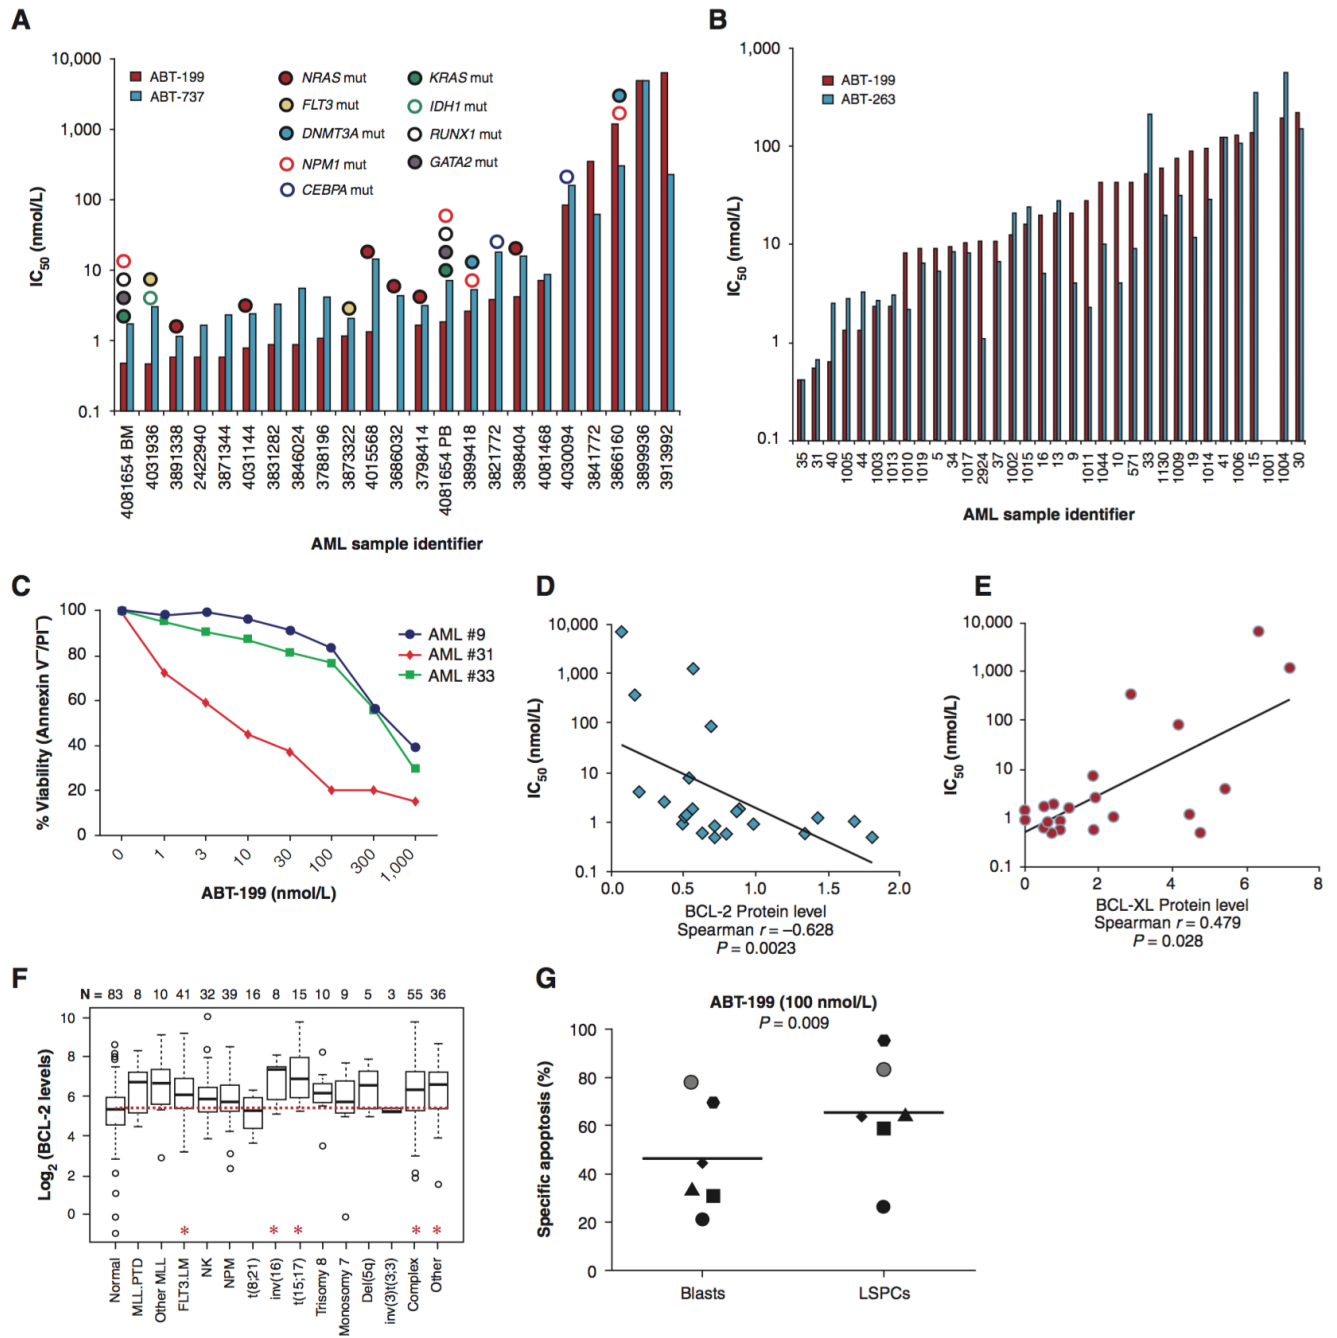 A
10,000
1,000
100
10
1
0.1
IC50 (nmol/L)
ABT-199
ABT-737
NRAS mut
FLT3 mut
DNMT3A mut
NPM1 mut
CEBPA mut
KRAS mut
IDH1 mut
RUNX1 mut
GATA2 mut
4081654 BM
4031936
3891338
2422940
3871344
4031144
3831282
3846024
3788196
3873322
4015568
3686032
3798414
4081654 PB
3899418
3821772
3898404
4081468
4030094
3841772
3866160
3899936
3913992
AML sample identifier
B
1,000
100
10
1
0.1
IC50 (nmol/L)
ABT-199
ABT-263
35
31
40
1005
44
1003
1013
1010
1019
5
34
1017
2924
37
1002
1015
16
13
9
1011
1044
10
571
33
1130
1009
19
1014
41
1006
15
1001
1004
30
AML sample identifier
C
100
80
60
40
20
0
% Viability (Annexin V−/PI−)
AML #9
AML #31
AML #33
0
1
3
10
30
100
300
1,000
ABT-199 (nmol/L)
D
10,000
1,000
100
10
1
0.1
IC50 (nmol/L)
0.0 0.5 1.0 1.5 2.0
BCL-2 Protein level
Spearman r = −0.628
P = 0.0023
E
10,000
1,000
100
10
1
0.1
IC50 (nmol/L)
0 2 4 6 8
BCL-XL Protein level
Spearman r = 0.479
P = 0.028
F
N = 83 8 10 41 32 39 16 8 15 10 9 5 3 55 36
10
8
6
4
2
0
Log2 (BCL-2 levels)
* * * * *
Normal
MLL.PTD
Other MLL
FLT3.LM
NK
NPM
t(8;21)
inv(16)
t(15;17)
Trisomy 8
Monosomy 7
Del(5q)
inv(3)t(3;3)
Complex
Other
G
ABT-199 (100 nmol/L)
P = 0.009
100
80
60
40
20
0
Specific apoptosis (%)
Blasts LSPCs